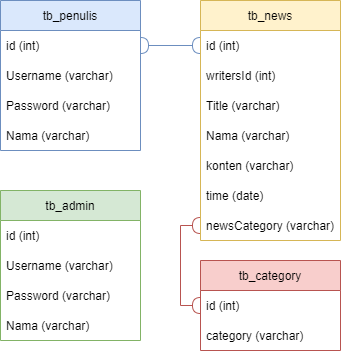 tb_penulis
id (int)
Username (varchar)
Password (varchar)
Nama (varchar)
tb_news
id (int)
writersId (int)
Title (varchar)
Nama (varchar)
konten (varchar)
time (date)
newsCategory (varchar)
tb_admin
id (int)
Username (varchar)
Password (varchar)
Nama (varchar)
tb_category
id (int)
category (varchar)